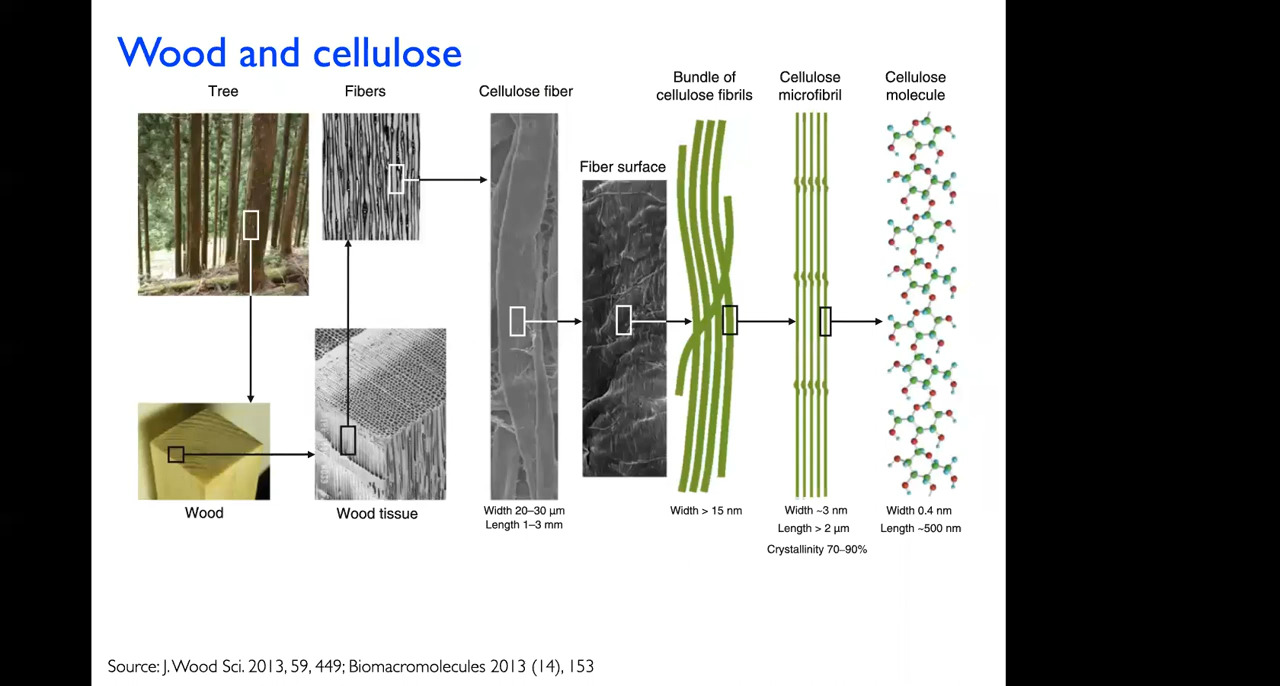 Wood and cellulose
Tree
Fibers
Cellulose fiber
Fiber surface
Bundle of
cellulose fibrils
Cellulose
microfibril
Cellulose
molecule
Wood
Wood tissue
Width 20–30 µm
Length 1–3 mm
Width > 15 nm
Width ~3 nm
Length > 2 µm
Crystallinity 70–90%
Width 0.4 nm
Length ~500 nm
Source: J. Wood Sci. 2013, 59, 449; Biomacromolecules 2013 (14), 153